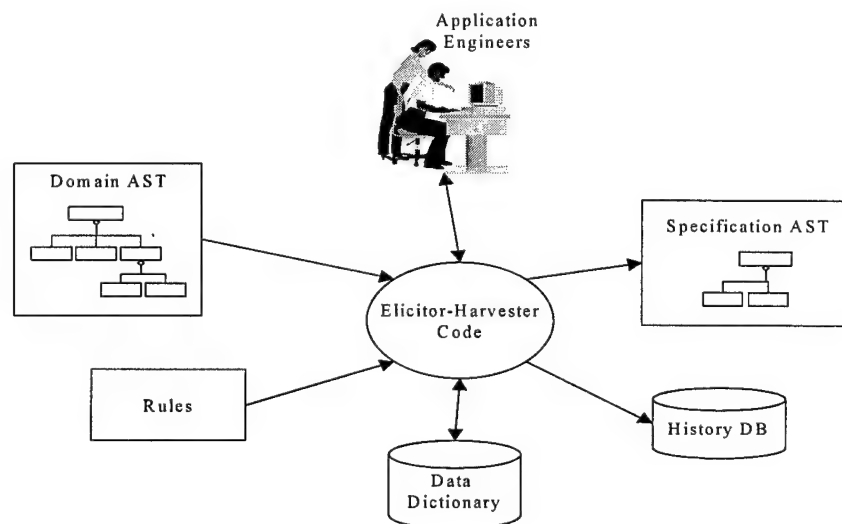 Application
Engineers
Domain AST
Specification AST
Elicitor-Harvester
Code
Rules
History DB
Data
Dictionary